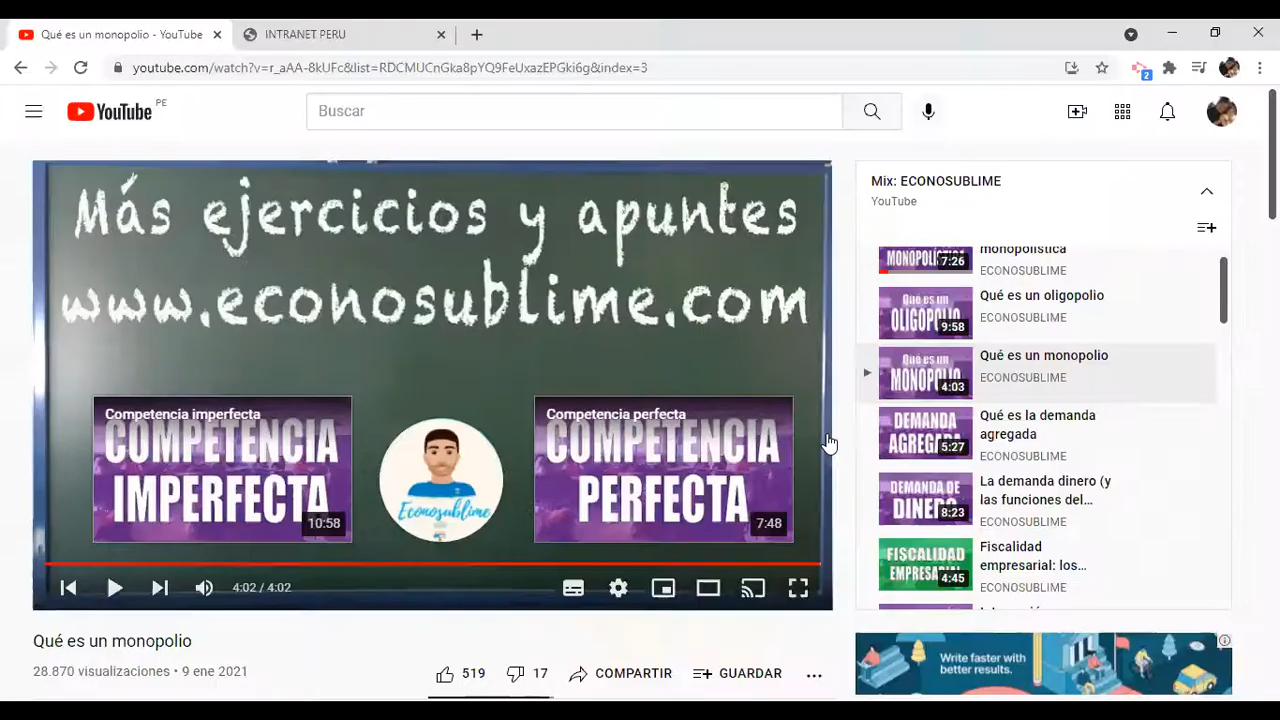 Qué es un monopolio - YouTube
INTRANET PERU
youtube.com/watch?v=r_aAA-8kUFc&list=RDCMUCnGka8pYQ9FeUxazEPGki6g&index=3
2
YouTube PE
Buscar
Más ejercicios y apuntes
www.econosublime.com
Competencia imperfecta
COMPETENCIA
IMPERFECTA
10:58
Econosublime
Competencia perfecta
COMPETENCIA
PERFECTA
7:48
4:02 / 4:02
Qué es un monopolio
28.870 visualizaciones • 9 ene 2021
519
17
COMPARTIR
GUARDAR
Mix: ECONOSUBLIME
YouTube
7:26
monopolística
ECONOSUBLIME
Qué es un
OLIGOPOLIO
9:58
Qué es un oligopolio
ECONOSUBLIME
Qué es un
MONOPOLIO
4:03
Qué es un monopolio
ECONOSUBLIME
DEMANDA
AGREGADA
5:27
Qué es la demanda
agregada
ECONOSUBLIME
DEMANDA DE
DINERO
8:23
La demanda dinero (y
las funciones del...
ECONOSUBLIME
FISCALIDAD
EMPRESARIAL
4:45
Fiscalidad
empresarial: los...
ECONOSUBLIME
Write faster with
better results.